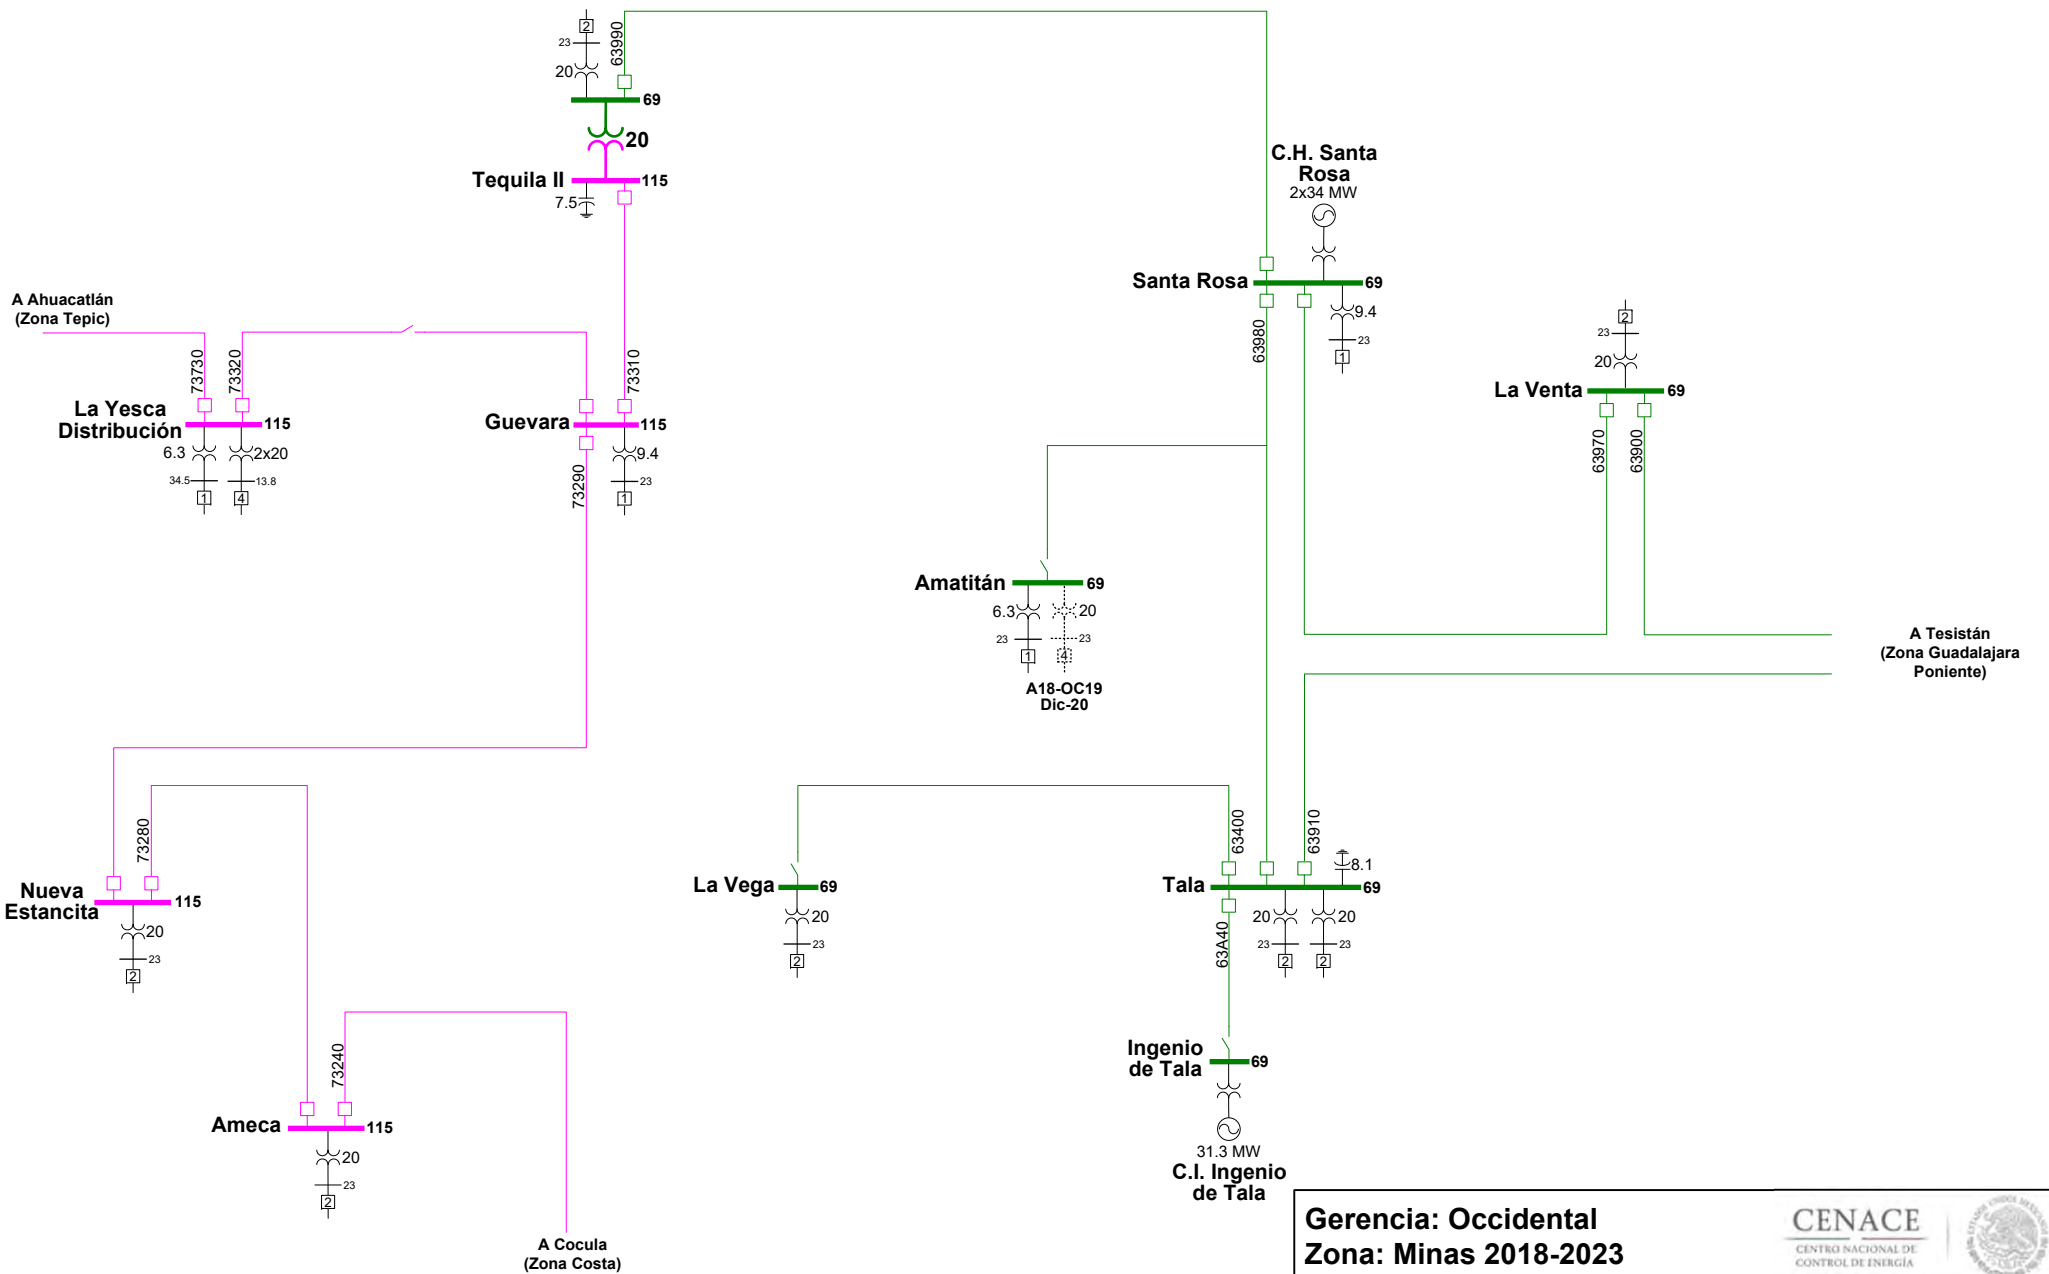 2
23
63990
20
69
20
Tequila II
115
7.5
C.H. Santa
Rosa
2x34 MW
Santa Rosa
69
9.4
23
1
63980
A Ahuacatlán
(Zona Tepic)
73730
73320
73310
La Yesca
Distribución
115
6.3
2x20
34.5
13.8
1
4
Guevara
115
9.4
23
1
73290
2
23
20
La Venta
69
63970
63900
Amatitán
69
6.3
20
23
23
1
4
A18-OC19
Dic-20
A Tesistán
(Zona Guadalajara
Poniente)
73280
Nueva
Estancita
115
20
23
2
La Vega
69
20
23
2
63400
63910
8.1
Tala
69
20
20
23
23
2
2
63A40
73240
Ameca
115
20
23
2
A Cocula
(Zona Costa)
Ingenio
de Tala
69
31.3 MW
C.I. Ingenio
de Tala
Gerencia: Occidental
Zona: Minas 2018-2023
CENACE
CENTRO NACIONAL DE
CONTROL DE ENERGÍA